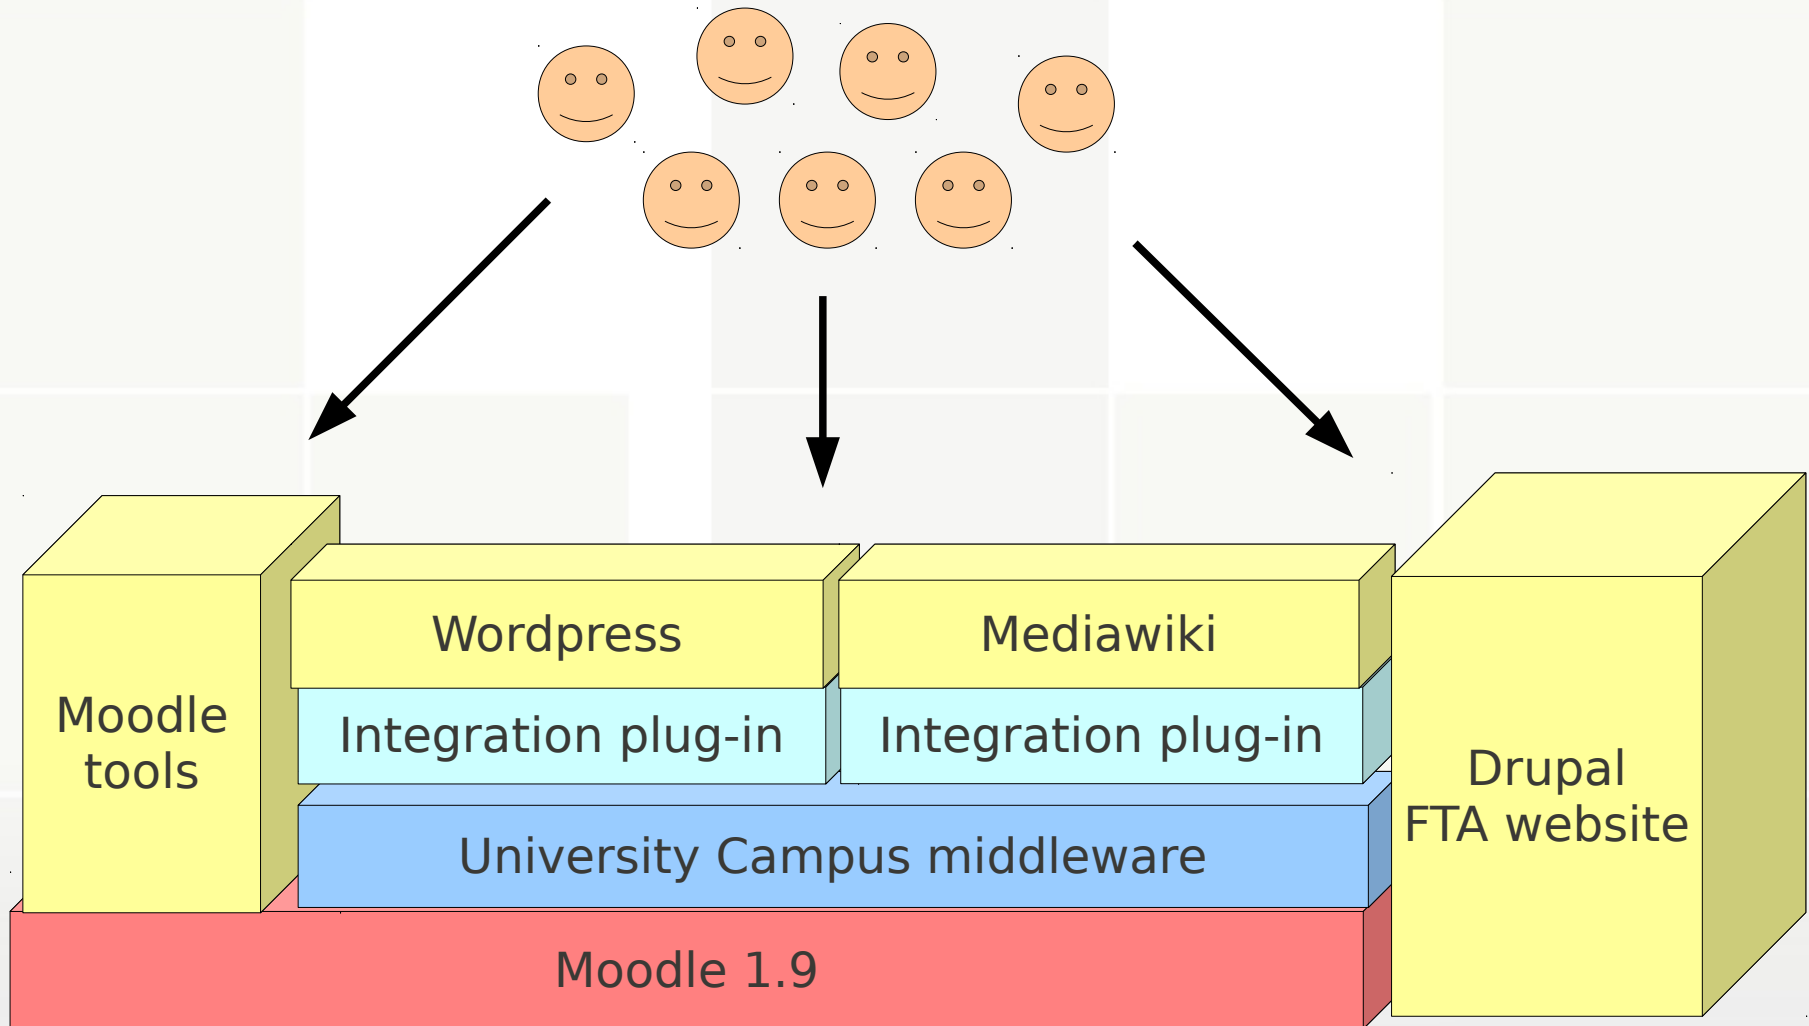 Wordpress
Mediawiki
Moodle
tools
Integration plug-in
Integration plug-in
Drupal
FTA website
University Campus middleware
Moodle 1.9